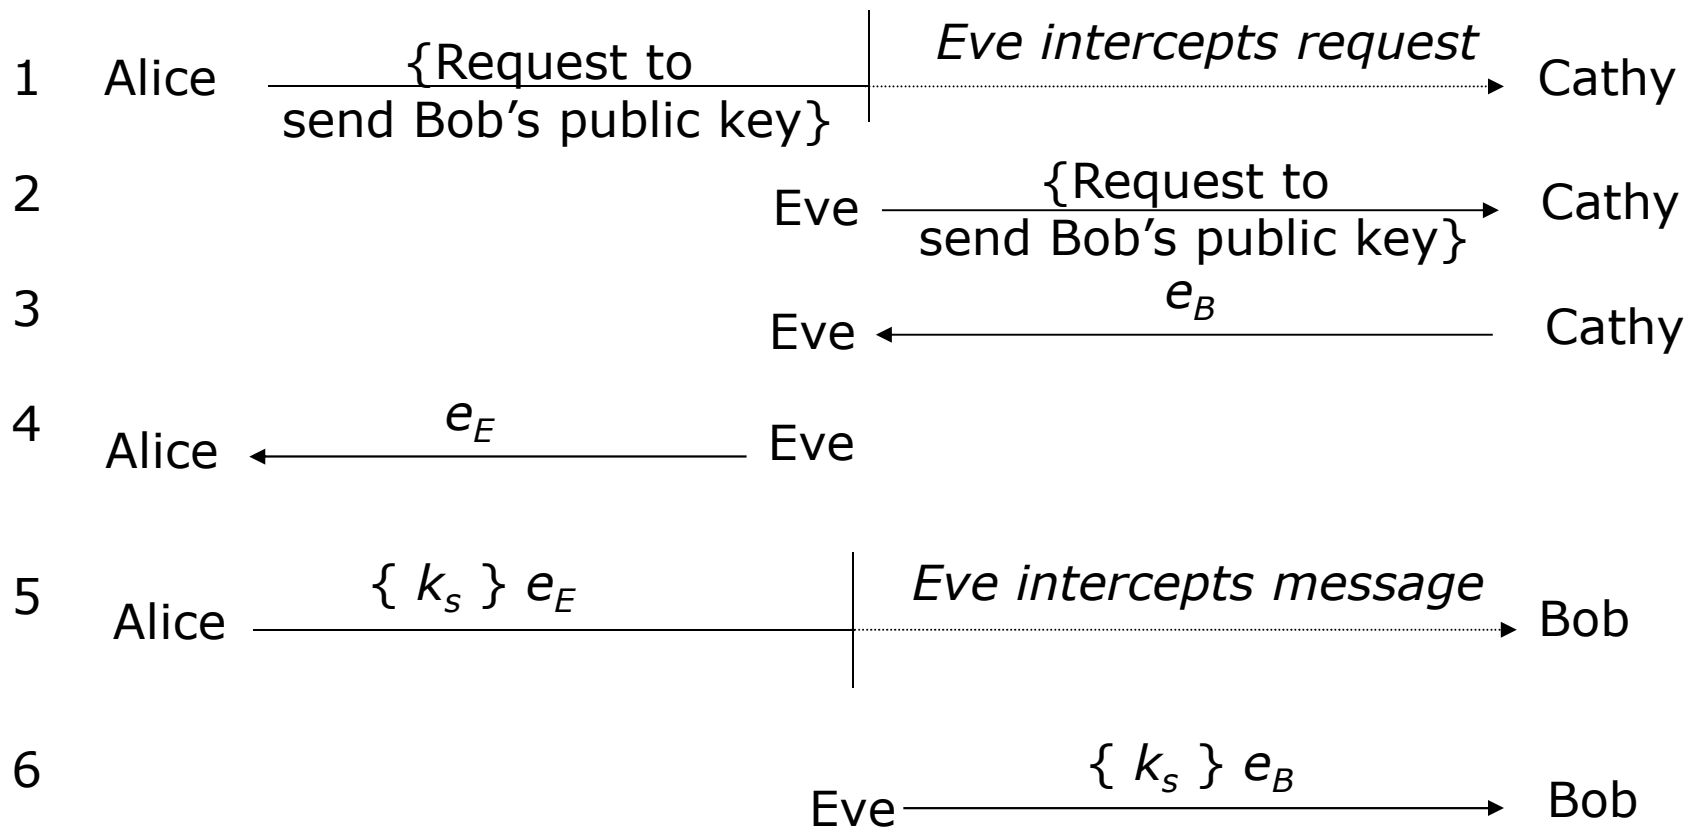 1 Alice {Request to Eve intercepts request Cathy
send Bob’s public key}
2 Eve {Request to Cathy
send Bob’s public key}
3 Eve e_B Cathy
4 Alice e_E Eve
5 Alice { k_s } e_E Eve intercepts message Bob
6 Eve { k_s } e_B Bob